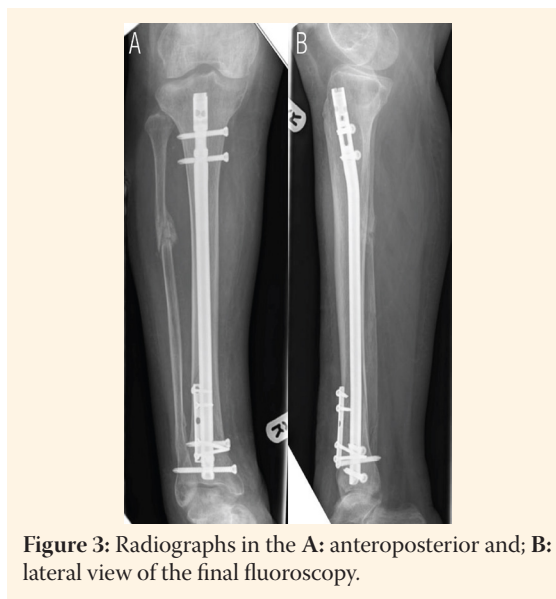 A B
Figure 3: Radiographs in the A: anteroposterior and; B:
lateral view of the final fluoroscopy.